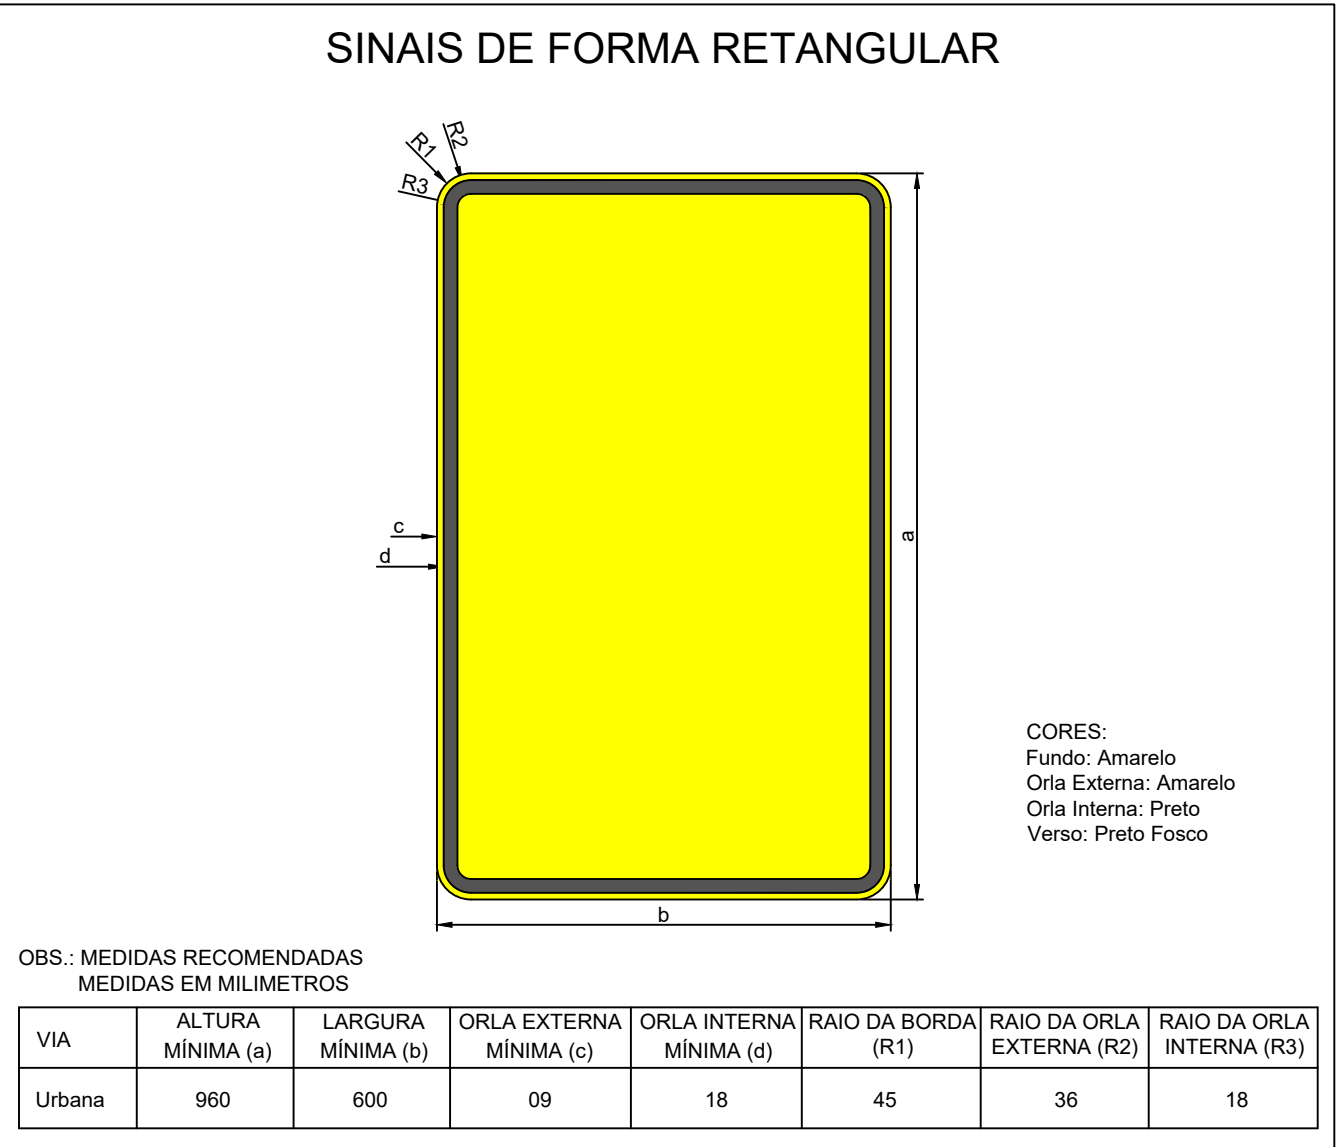 SINAIS DE FORMA RETANGULAR
R1
R2
R3
c
d
a
b
CORES:
Fundo: Amarelo
Orla Externa: Amarelo
Orla Interna: Preto
Verso: Preto Fosco
OBS.: MEDIDAS RECOMENDADAS
MEDIDAS EM MILIMETROS
VIA
ALTURA
MÍNIMA (a)
LARGURA
MÍNIMA (b)
ORLA EXTERNA
MÍNIMA (c)
ORLA INTERNA
MÍNIMA (d)
RAIO DA BORDA
(R1)
RAIO DA ORLA
EXTERNA (R2)
RAIO DA ORLA
INTERNA (R3)
Urbana 960 600 09 18 45 36 18